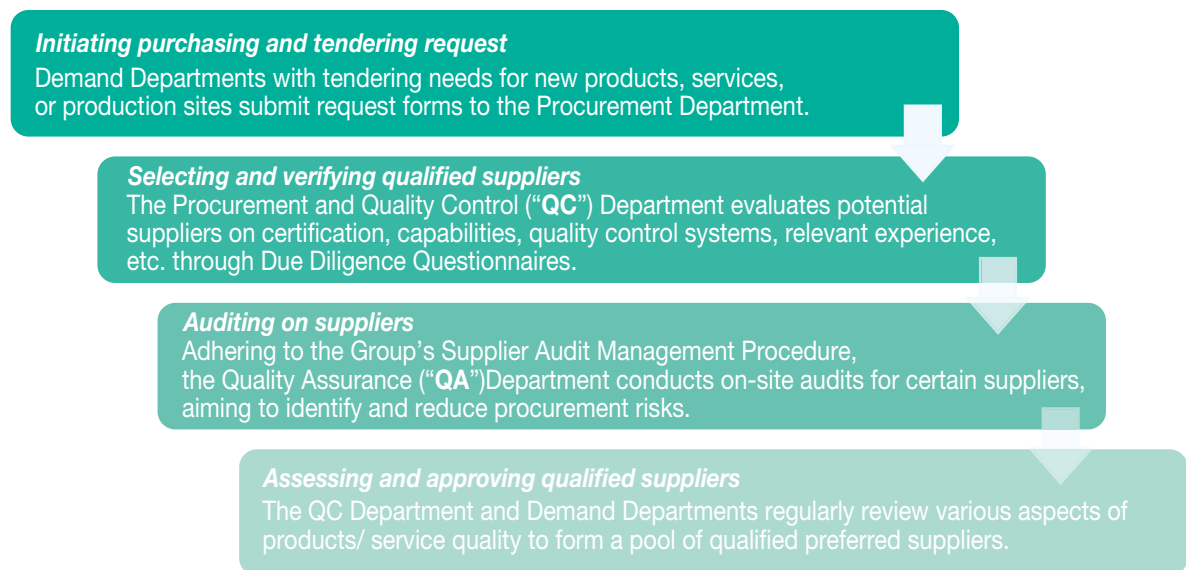 Initiating purchasing and tendering request
Demand Departments with tendering needs for new products, services,
or production sites submit request forms to the Procurement Department.
Selecting and verifying qualified suppliers
The Procurement and Quality Control (“QC”) Department evaluates potential
suppliers on certification, capabilities, quality control systems, relevant experience,
etc. through Due Diligence Questionnaires.
Auditing on suppliers
Adhering to the Group’s Supplier Audit Management Procedure,
the Quality Assurance (“QA”)Department conducts on-site audits for certain suppliers,
aiming to identify and reduce procurement risks.
Assessing and approving qualified suppliers
The QC Department and Demand Departments regularly review various aspects of
products/ service quality to form a pool of qualified preferred suppliers.